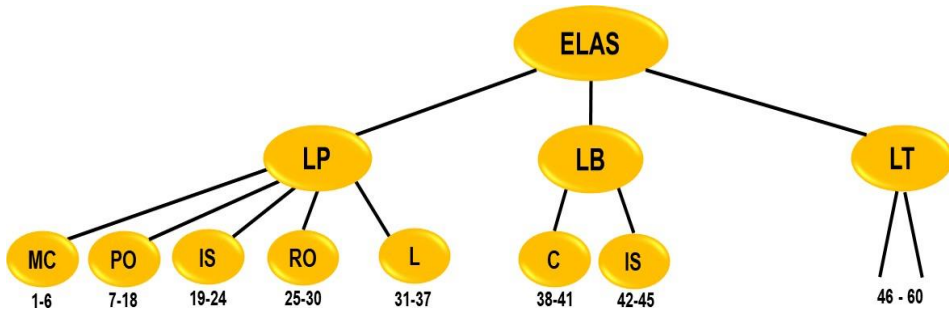 ELAS
LP LB LT
MC PO IS RO L C IS
1-6 7-18 19-24 25-30 31-37 38-41 42-45 46 - 60